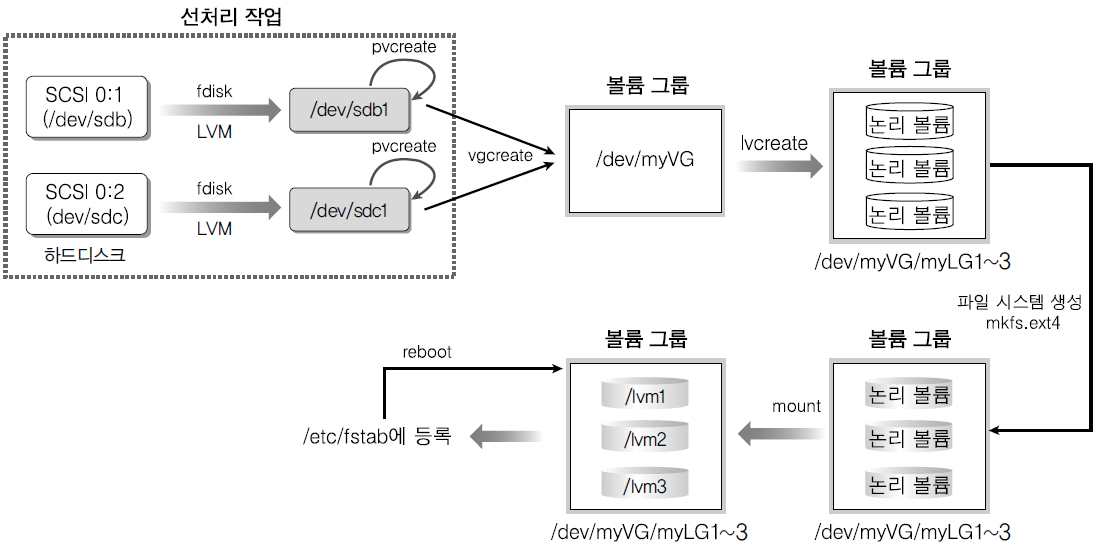 선처리 작업
SCSI 0:1
(/dev/sdb)
fdisk
LVM
pvcreate
/dev/sdb1
SCSI 0:2
(dev/sdc)
하드디스크
fdisk
LVM
pvcreate
/dev/sdc1
vgcreate
볼륨 그룹
/dev/myVG
lvcreate
볼륨 그룹
논리 볼륨
논리 볼륨
논리 볼륨
/dev/myVG/myLG1~3
파일 시스템 생성
mkfs.ext4
볼륨 그룹
논리 볼륨
논리 볼륨
논리 볼륨
/dev/myVG/myLG1~3
mount
볼륨 그룹
/lvm1
/lvm2
/lvm3
/dev/myVG/myLG1~3
/etc/fstab에 등록
reboot